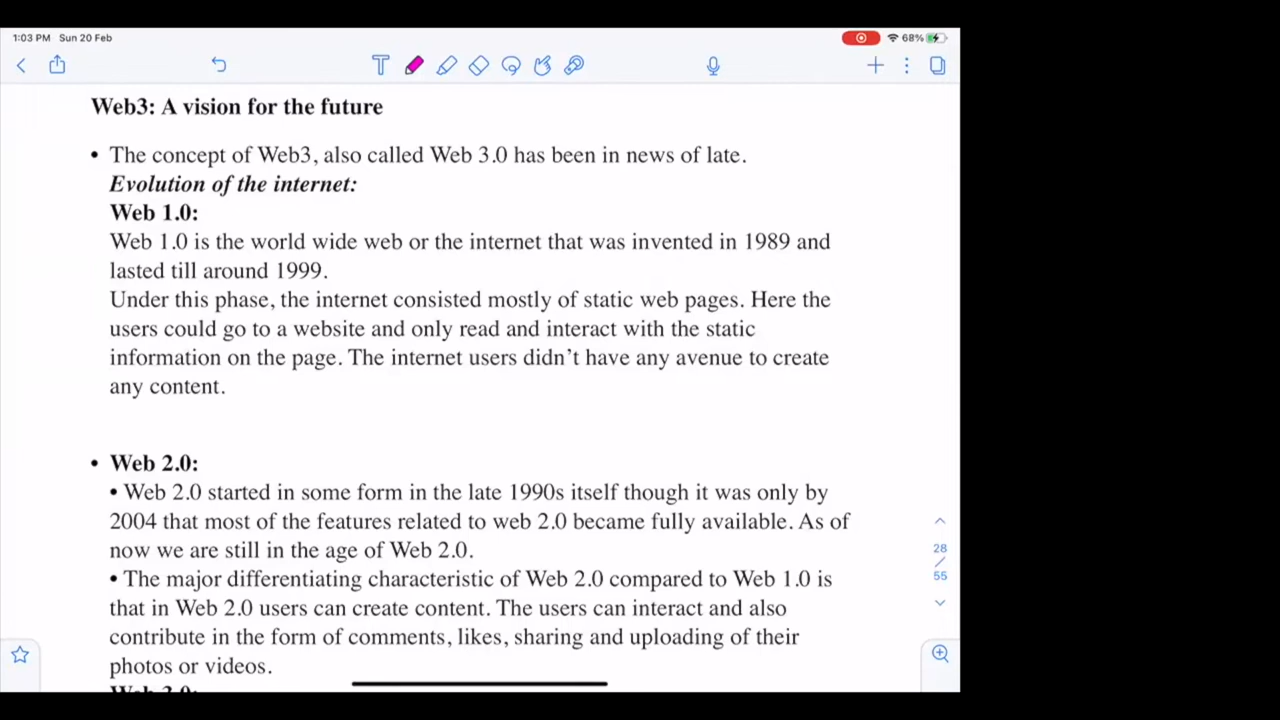 1:03 PM Sun 20 Feb
68%
Web3: A vision for the future
• The concept of Web3, also called Web 3.0 has been in news of late.
Evolution of the internet:
Web 1.0:
Web 1.0 is the world wide web or the internet that was invented in 1989 and
lasted till around 1999.
Under this phase, the internet consisted mostly of static web pages. Here the
users could go to a website and only read and interact with the static
information on the page. The internet users didn’t have any avenue to create
any content.
• Web 2.0:
• Web 2.0 started in some form in the late 1990s itself though it was only by
2004 that most of the features related to web 2.0 became fully available. As of
now we are still in the age of Web 2.0.
• The major differentiating characteristic of Web 2.0 compared to Web 1.0 is
that in Web 2.0 users can create content. The users can interact and also
contribute in the form of comments, likes, sharing and uploading of their
photos or videos.
28
/
55